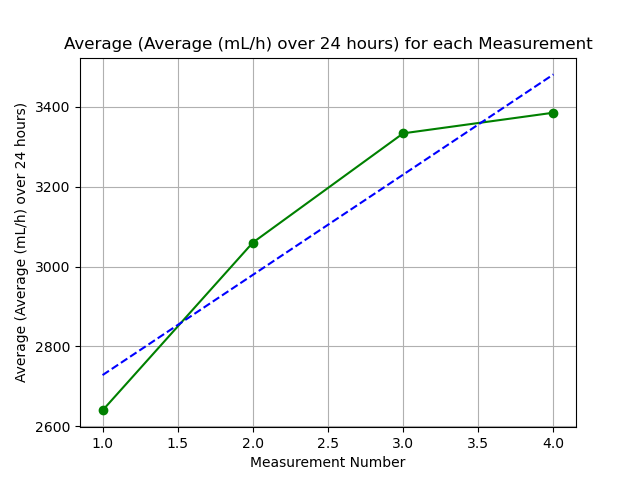 Average (Average (mL/h) over 24 hours) for each Measurement
Average (Average (mL/h) over 24 hours)
3400
3200
3000
2800
2600
1.0 1.5 2.0 2.5 3.0 3.5 4.0
Measurement Number